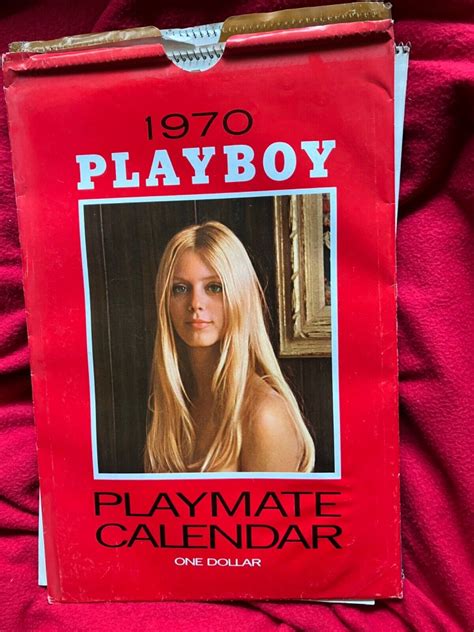 1970
PLAYBOY
PLAYMATE
CALENDAR
ONE DOLLAR